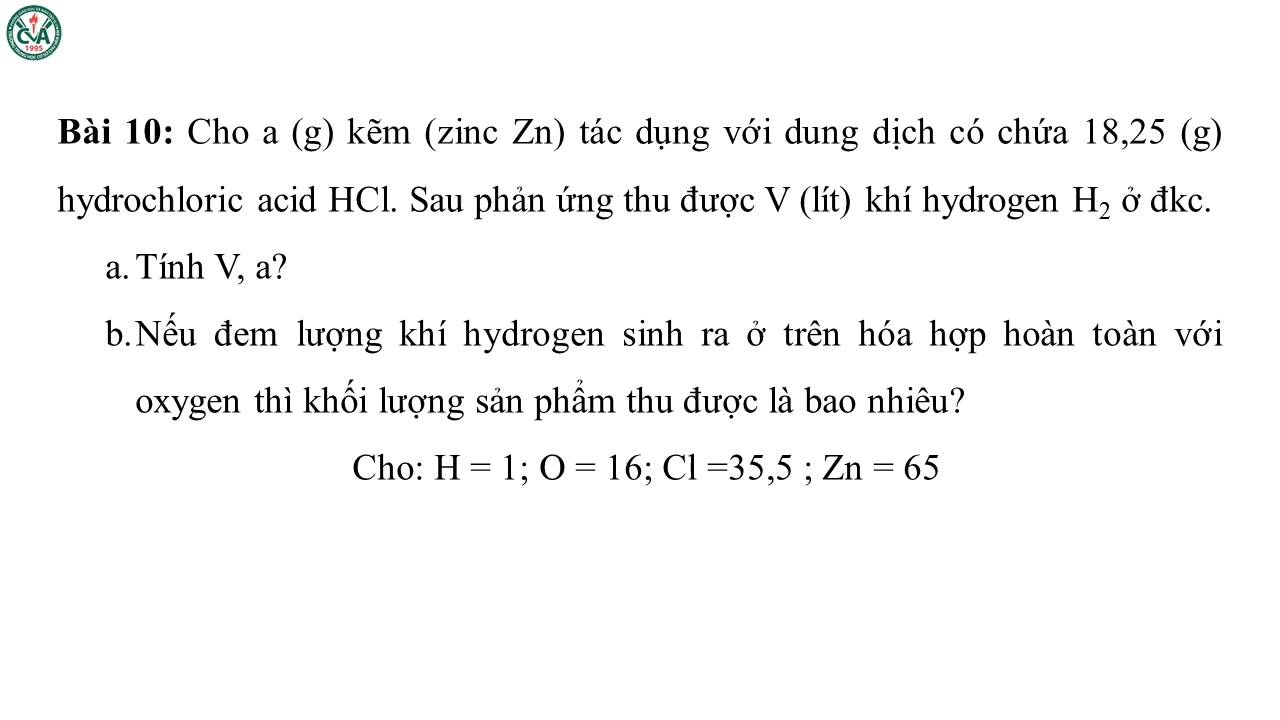 CVA
1995
Bài 10: Cho a (g) kẽm (zinc Zn) tác dụng với dung dịch có chứa 18,25 (g)
hydrochloric acid HCl. Sau phản ứng thu được V (lít) khí hydrogen H₂ ở đkc.
a. Tính V, a?
b. Nếu đem lượng khí hydrogen sinh ra ở trên hóa hợp hoàn toàn với
oxygen thì khối lượng sản phẩm thu được là bao nhiêu?
Cho: H = 1; O = 16; Cl =35,5 ; Zn = 65